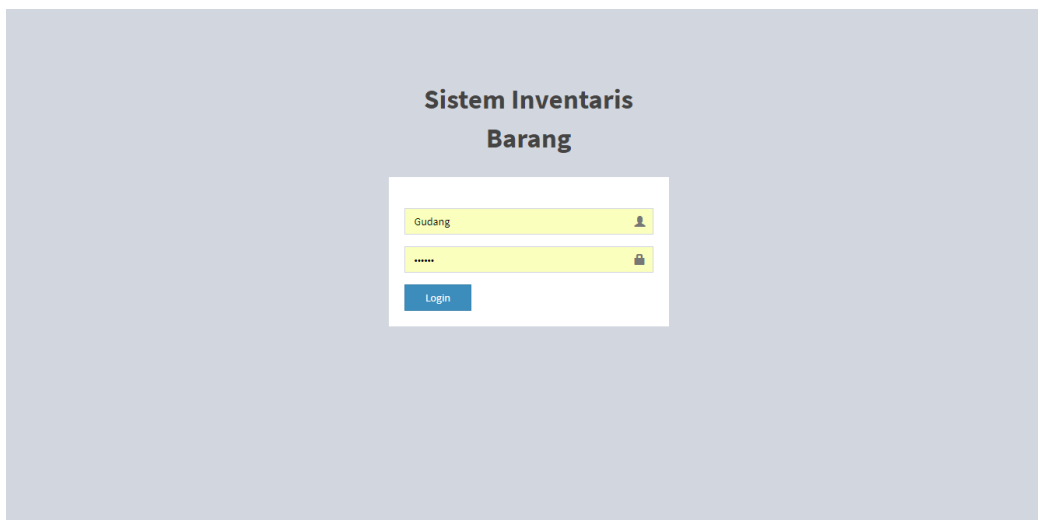 Sistem Inventaris
Barang
Gudang
••••••
Login